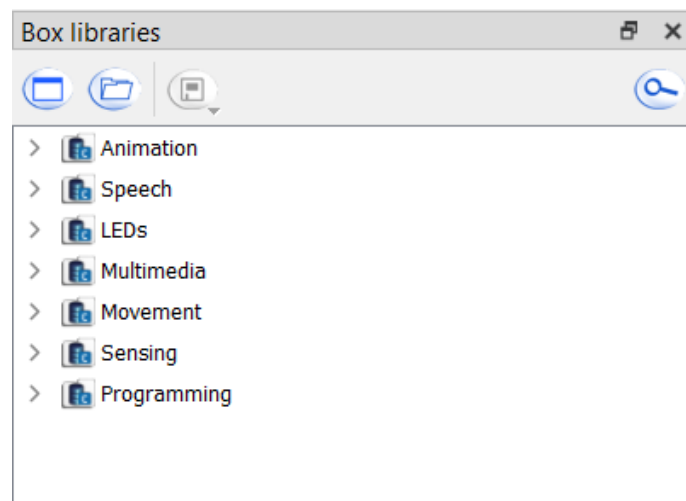 Box libraries
Animation
Speech
LEDs
Multimedia
Movement
Sensing
Programming